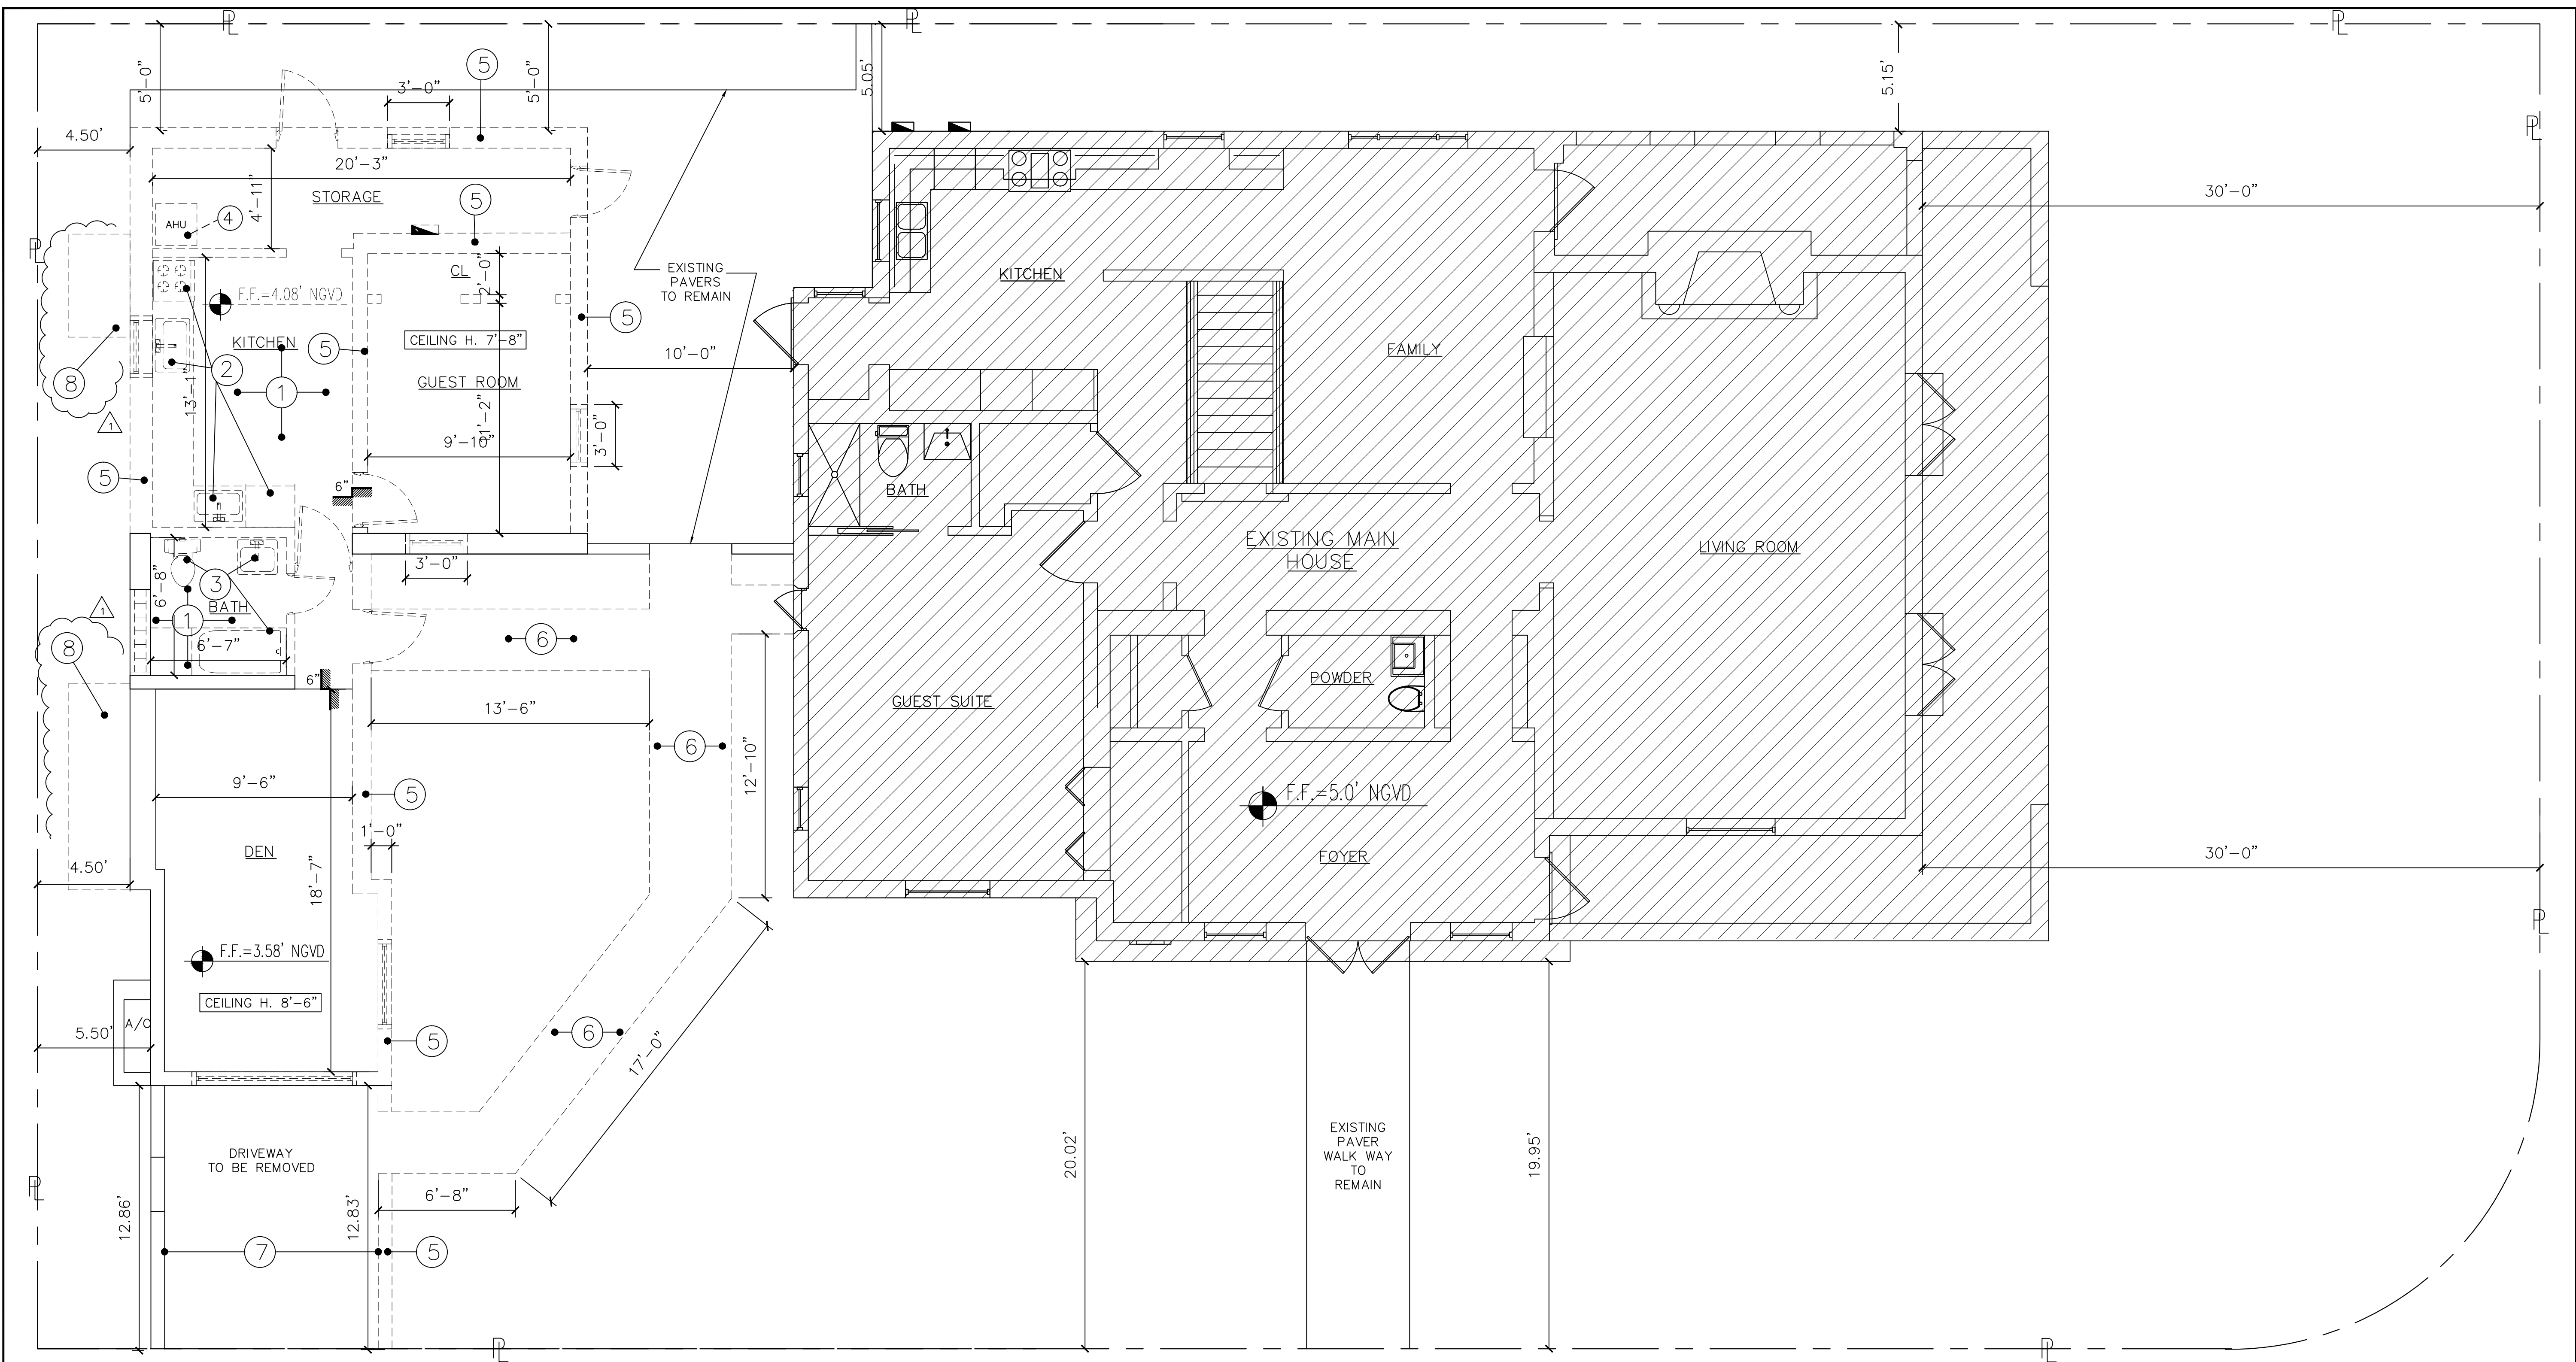 PL
PL
PL
5'-0"
3'-0"
5
5'-0"
5.05'
5.15'
PL
4.50'
20'-3"
STORAGE
4'-11"
AHU
4
5
30'-0"
PL
CL
2'-0"
EXISTING
PAVERS
TO REMAIN
KITCHEN
F.F.=4.08' NGVD
5
KITCHEN
5
CEILING H. 7'-8"
10'-0"
FAMILY
8
2
13'-1"
1
GUEST ROOM
11'-2"
9'-10"
3'-0"
1
5
6"
BATH
EXISTING MAIN
HOUSE
LIVING ROOM
3'-0"
6'-8"
3
1
BATH
1
6
8
6'-7"
6"
POWDER
GUEST SUITE
13'-6"
6
12'-10"
9'-6"
5
F.F.=5.0' NGVD
1'-0"
DEN
FOYER
30'-0"
4.50'
18'-7"
PL
F.F.=3.58' NGVD
CEILING H. 8'-6"
A/C
5.50'
5
6
17'-0"
DRIVEWAY
TO BE REMOVED
20.02'
EXISTING
PAVER
WALK WAY
TO
REMAIN
19.95'
PL
6'-8"
12.86'
12.83'
7
5
PL
PL